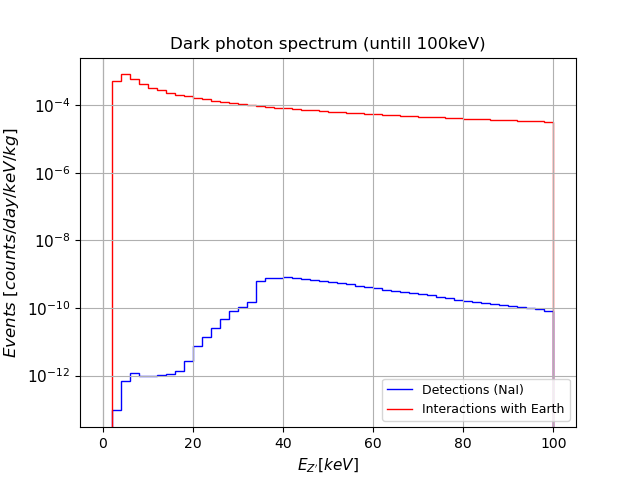 Dark photon spectrum (untill 100keV)
Events [counts/day/keV/kg]
10⁻⁴
10⁻⁶
10⁻⁸
10⁻¹⁰
10⁻¹²
Detections (NaI)
Interactions with Earth
0 20 40 60 80 100
E_Z' [keV]